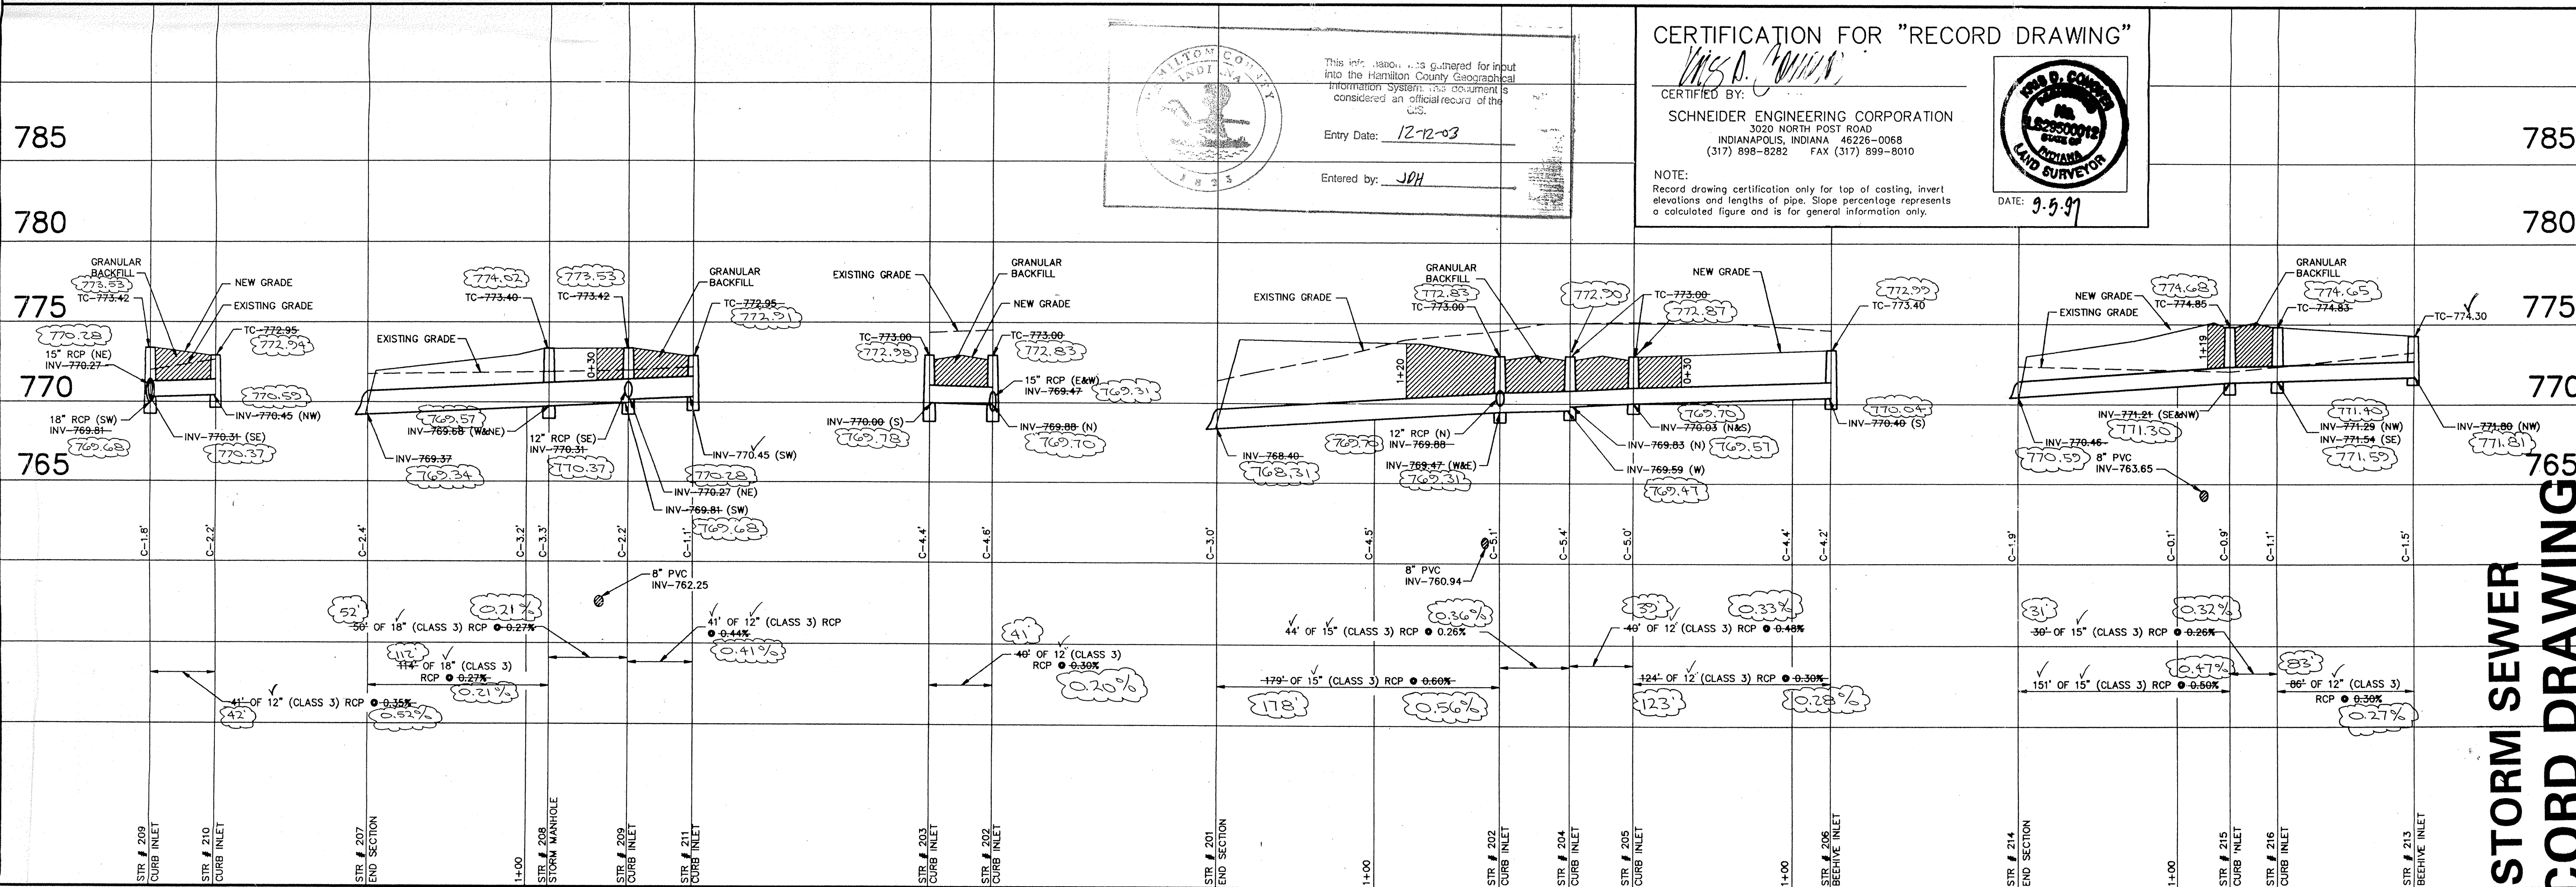 CERTIFICATION FOR "RECORD DRAWING"
CERTIFIED BY:
SCHNEIDER ENGINEERING CORPORATION
3020 NORTH POST ROAD
INDIANAPOLIS, INDIANA 46226-0068
(317) 898-8282 FAX (317) 899-8010
NOTE:
Record drawing certification only for top of casting, invert
elevations and lengths of pipe. Slope percentage represents
a calculated figure and is for general information only.
KRIS D. CONOVER
No.
LS29500012
STATE OF
INDIANA
LAND SURVEYOR
DATE: 9.5.97
HAMILTON COUNTY
INDIANA
1823
This information was gathered for input
into the Hamilton County Geographical
Information System. This document is
considered an official record of the
GIS.
Entry Date: 12-12-03
Entered by: JDH
785
780
775
770
765
785
780
775
770
765
GRANULAR
BACKFILL
773.53
TC-773.42
NEW GRADE
EXISTING GRADE
770.28
15" RCP (NE)
INV-770.27
TC-772.95
772.94
18" RCP (SW)
INV-769.81
769.68
770.59
INV-770.45 (NW)
INV-770.31 (SE)
770.37
774.02
TC-773.40
773.53
TC-773.42
GRANULAR
BACKFILL
TC-772.95
772.91
EXISTING GRADE
0+30
769.57
INV-769.68 (W&NE)
INV-769.37
769.34
12" RCP (SE)
INV-770.31
770.37
INV-770.45 (SW)
770.28
INV-770.27 (NE)
INV-769.81 (SW)
769.68
EXISTING GRADE
GRANULAR
BACKFILL
NEW GRADE
TC-773.00
772.98
TC-773.00
772.83
15" RCP (E&W)
INV-769.47
769.31
INV-770.00 (S)
769.78
INV-769.88 (N)
769.70
EXISTING GRADE
GRANULAR
BACKFILL
772.83
TC-773.00
772.90
TC-773.00
772.87
NEW GRADE
772.99
TC-773.40
1+20
0+30
769.70
12" RCP (N)
INV-769.88
INV-768.40
768.31
INV-769.47 (W&E)
769.31
769.70
INV-770.03 (N&S)
INV-769.83 (N)
769.57
INV-769.59 (W)
769.47
770.04
INV-770.40 (S)
774.68
TC-774.85
NEW GRADE
EXISTING GRADE
GRANULAR
BACKFILL
774.65
TC-774.83
TC-774.30
1+19
INV-771.21 (SE&NW)
771.30
INV-770.46
770.59
8" PVC
INV-763.65
771.40
INV-771.29 (NW)
INV-771.54 (SE)
771.59
INV-771.80 (NW)
771.81
C-1.8'
C-2.2'
C-2.4'
C-3.2'
C-3.3'
C-2.2'
C-1.1'
C-4.4'
C-4.6'
C-3.0'
C-4.5'
C-5.1'
C-5.4'
C-5.0'
C-4.4'
C-4.2'
C-1.9'
C-0.1'
C-0.9'
C-1.1'
C-1.5'
8" PVC
INV-762.25
8" PVC
INV-760.94
52'
0.21%
50' OF 18" (CLASS 3) RCP @ 0.27%
112'
114' OF 18" (CLASS 3)
RCP @ 0.27%
0.21%
41' OF 12" (CLASS 3) RCP @ 0.35%
42'
0.52%
41' OF 12" (CLASS 3) RCP
@ 0.44%
0.41%
41'
40' OF 12" (CLASS 3)
RCP @ 0.30%
0.20%
0.36%
44' OF 15" (CLASS 3) RCP @ 0.26%
39'
0.33%
40' OF 12" (CLASS 3) RCP @ 0.48%
179' OF 15" (CLASS 3) RCP @ 0.60%
178'
0.56%
124' OF 12" (CLASS 3) RCP @ 0.30%
123'
0.28%
31'
0.32%
30' OF 15" (CLASS 3) RCP @ 0.26%
0.47%
151' OF 15" (CLASS 3) RCP @ 0.50%
83'
86' OF 12" (CLASS 3)
RCP @ 0.30%
0.27%
STR # 209
CURB INLET
STR # 210
CURB INLET
STR # 207
END SECTION
1+00
STR # 208
STORM MANHOLE
STR # 209
CURB INLET
STR # 211
CURB INLET
STR # 203
CURB INLET
STR # 202
CURB INLET
STR # 201
END SECTION
1+00
STR # 202
CURB INLET
STR # 204
CURB INLET
STR # 205
CURB INLET
1+00
STR # 206
BEEHIVE INLET
STR # 214
END SECTION
1+00
STR # 215
CURB INLET
STR # 216
CURB INLET
STR # 213
BEEHIVE INLET
STORM SEWER
CORD DRAWING